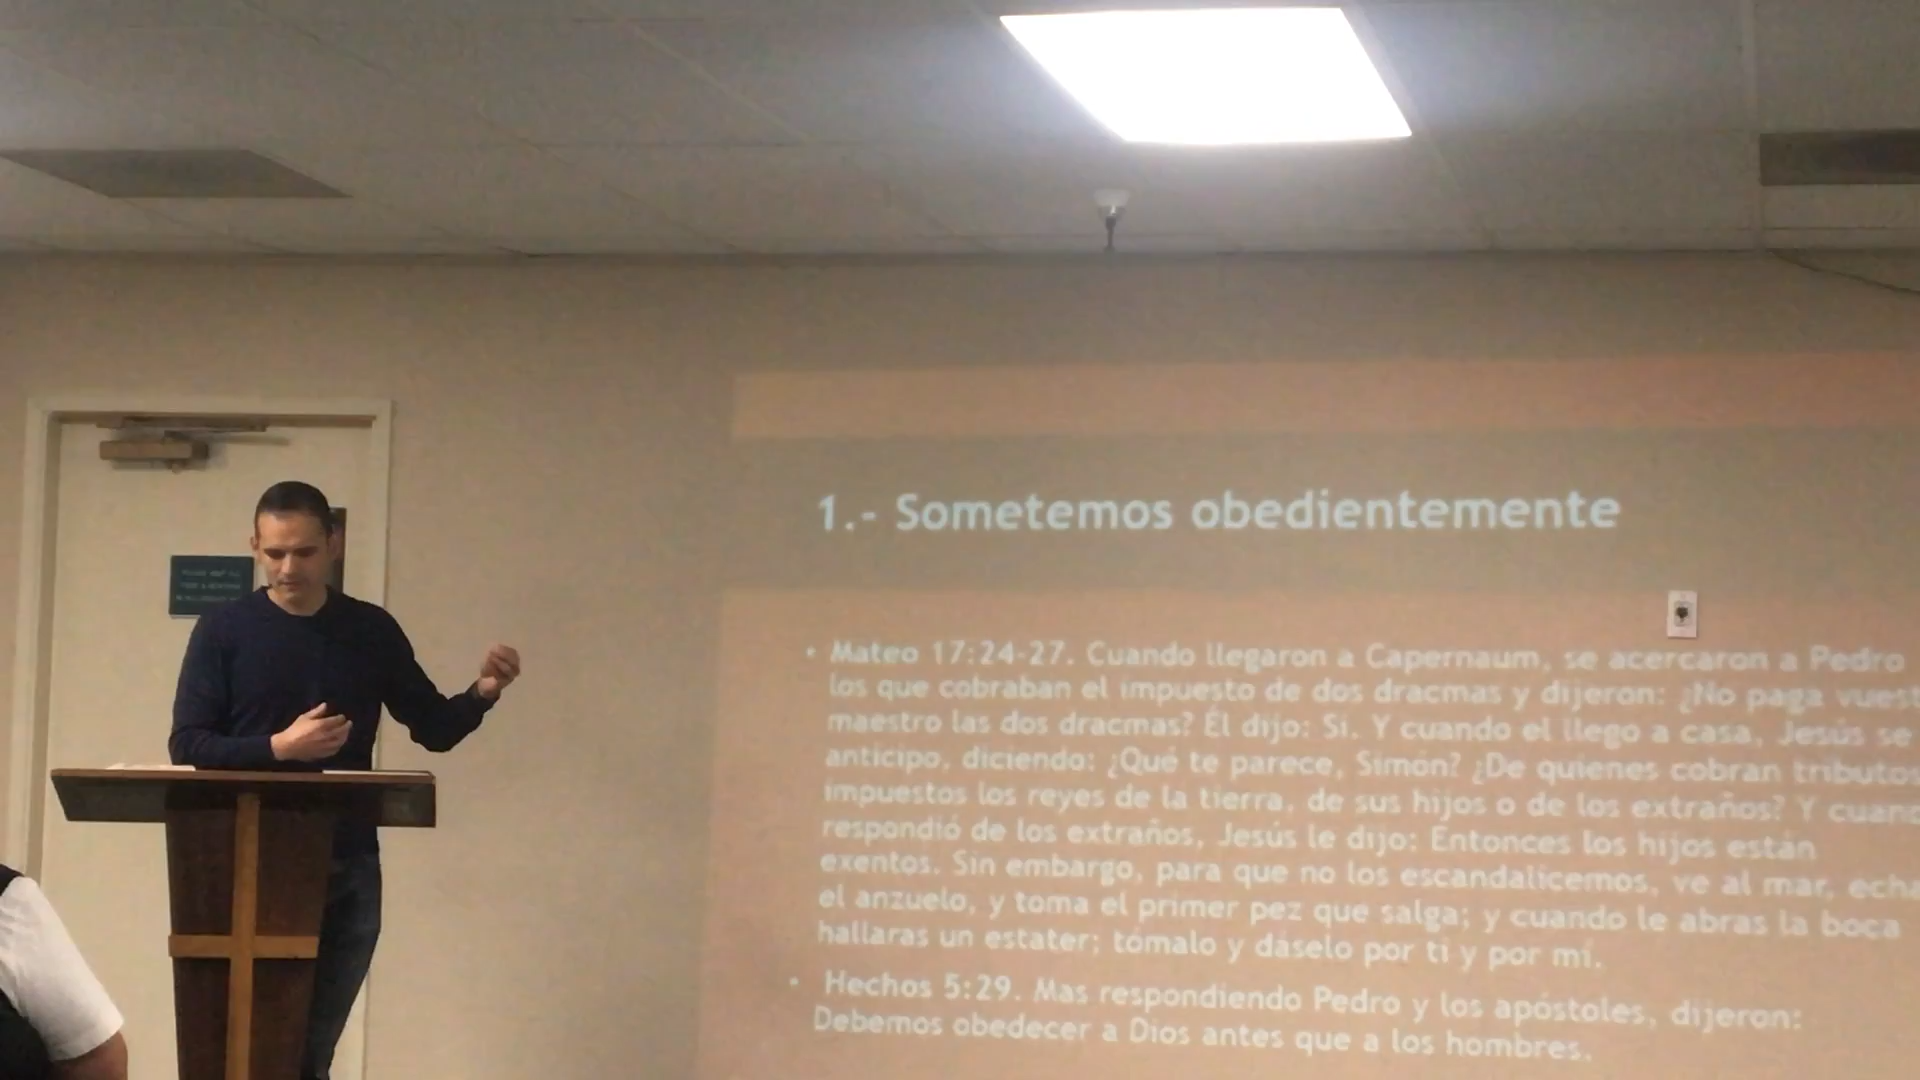 1.- Sometemos obedientemente
• Mateo 17:24-27. Cuando llegaron a Capernaum, se acercaron a Pedro
los que cobraban el impuesto de dos dracmas y dijeron: ¿No paga vuest
maestro las dos dracmas? Él dijo: Si. Y cuando el llego a casa, Jesús se
anticipo, diciendo: ¿Qué te parece, Simón? ¿De quienes cobran tributos
impuestos los reyes de la tierra, de sus hijos o de los extraños? Y cuand
respondió de los extraños, Jesús le dijo: Entonces los hijos están
exentos. Sin embargo, para que no los escandalicemos, ve al mar, echa
el anzuelo, y toma el primer pez que salga; y cuando le abras la boca
hallaras un estater; tómalo y dáselo por ti y por mí.
• Hechos 5:29. Mas respondiendo Pedro y los apóstoles, dijeron:
Debemos obedecer a Dios antes que a los hombres.